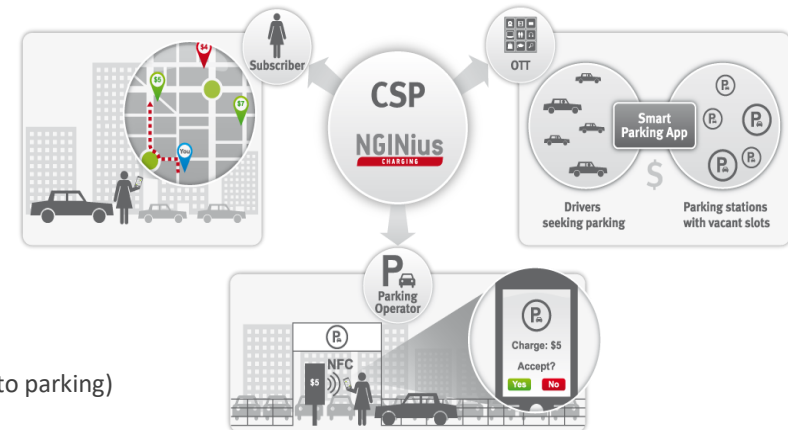 Subscriber
$4
$5
$7
You
CSP
NGINius
CHARGING
OTT
Smart
Parking App
$
Drivers
seeking parking
Parking stations
with vacant slots
P
Parking
Operator
P
NFC
$5
P
Charge: $5
Accept?
Yes
No
to parking)